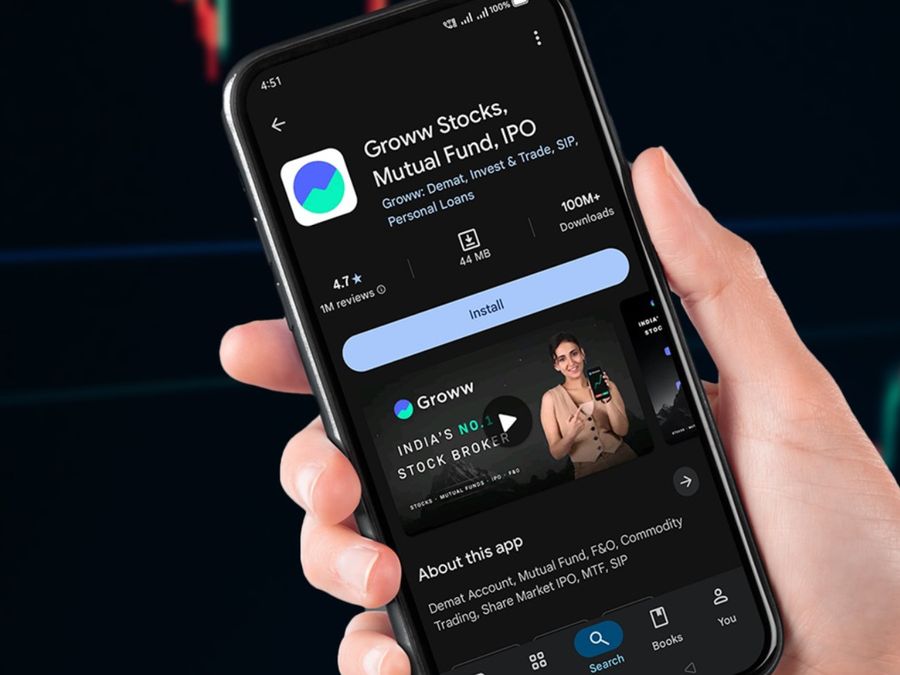 4:51
100%
Groww Stocks,
Mutual Fund, IPO
Groww: Demat, Invest & Trade, SIP,
Personal Loans
4.7★
1M reviews
44 MB
100M+
Downloads
Install
Groww
INDIA'S NO.1
STOCK BROKER
STOCKS · MUTUAL FUNDS · IPO · F&O
INDIA'
STOC
About this app
Demat Account, Mutual Fund, F&O, Commodity
Trading, Share Market IPO, MTF, SIP
Search
Books
You